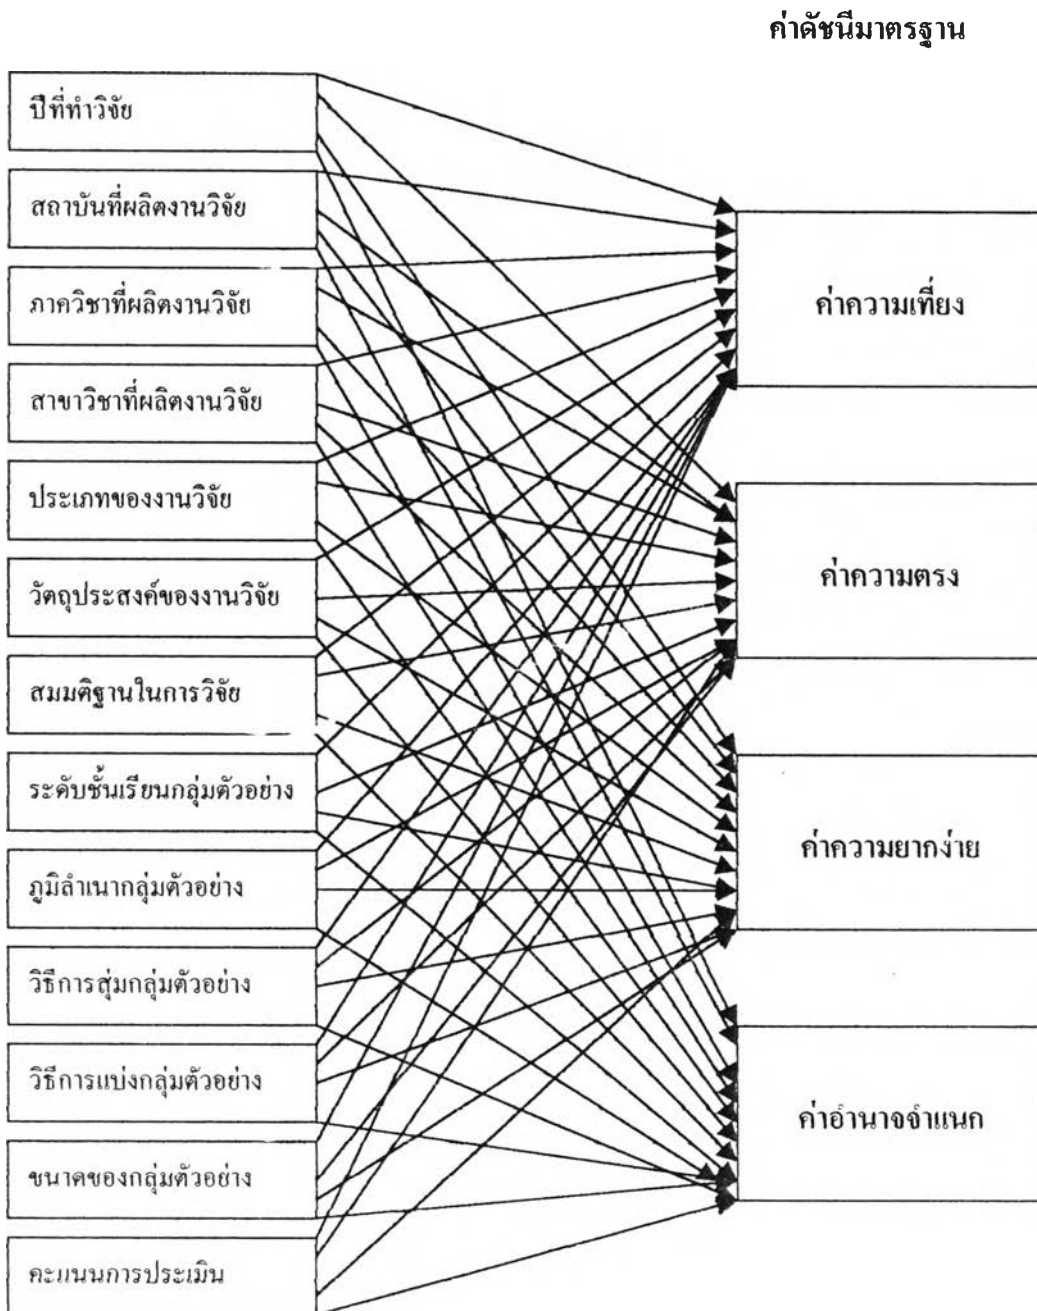 ค่าดัชนีมาตรฐาน
ปีที่ทำวิจัย
สถาบันที่ผลิตงานวิจัย
ภาควิชาที่ผลิตงานวิจัย
สาขาวิชาที่ผลิตงานวิจัย
ประเภทของงานวิจัย
วัตถุประสงค์ของงานวิจัย
สมมติฐานในการวิจัย
ระดับชั้นเรียนกลุ่มตัวอย่าง
ภูมิลำเนากลุ่มตัวอย่าง
วิธีการสุ่มกลุ่มตัวอย่าง
วิธีการแบ่งกลุ่มตัวอย่าง
ขนาดของกลุ่มตัวอย่าง
คะแนนการประเมิน
ค่าความเที่ยง
ค่าความตรง
ค่าความยากง่าย
ค่าอำนาจจำแนก